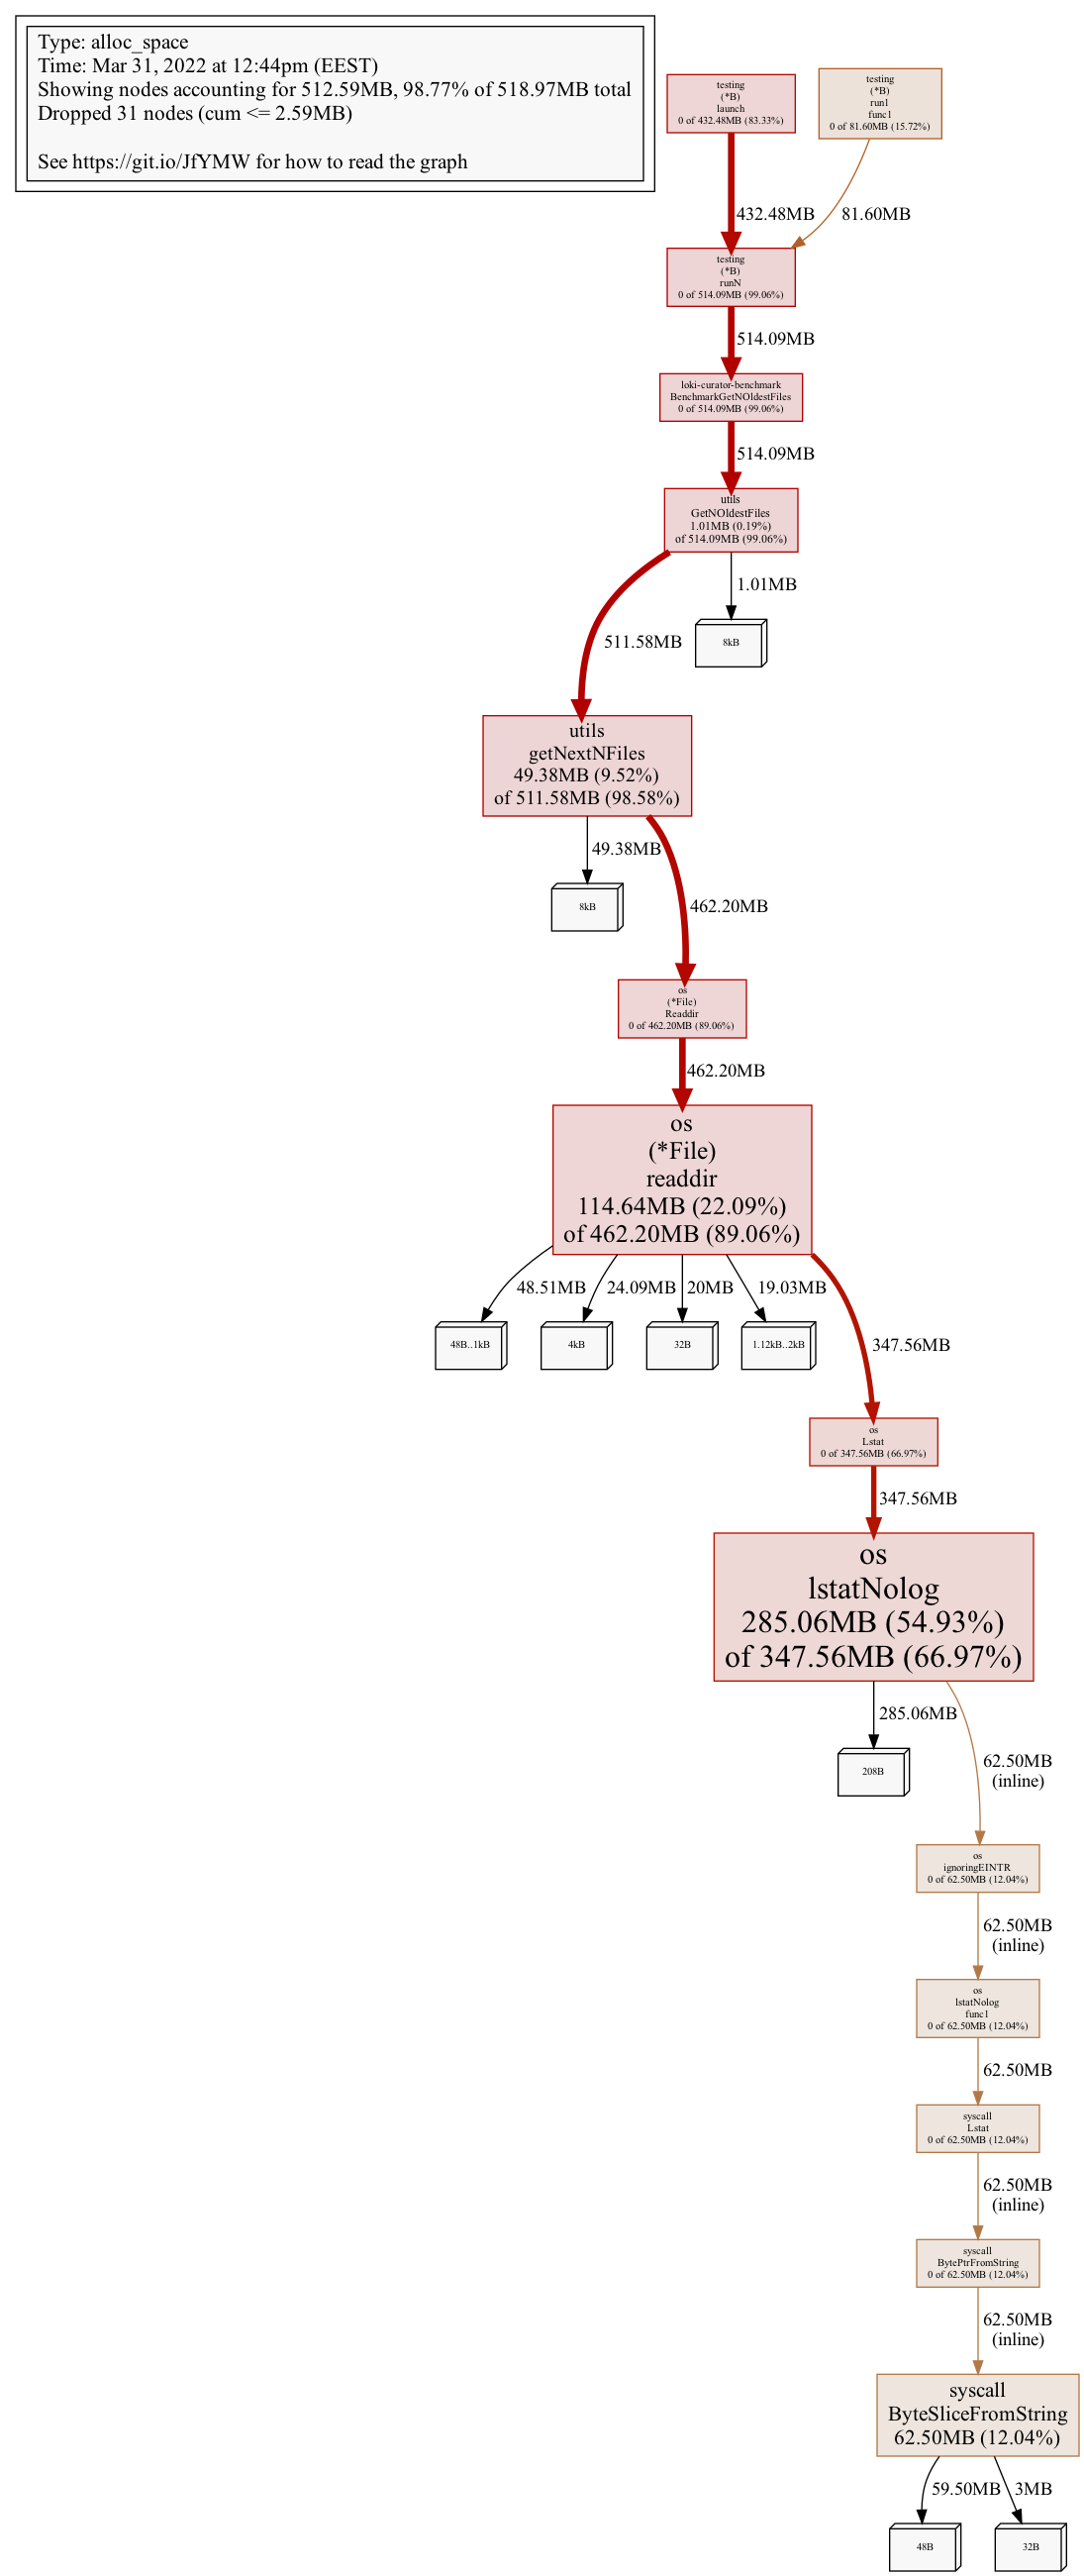 Type: alloc_space
Time: Mar 31, 2022 at 12:44pm (EEST)
Showing nodes accounting for 512.59MB, 98.77% of 518.97MB total
Dropped 31 nodes (cum <= 2.59MB)
See https://git.io/JfYMW for how to read the graph
testing
(*B)
launch
0 of 432.48MB (83.33%)
testing
(*B)
run1
func1
0 of 81.60MB (15.72%)
432.48MB
81.60MB
testing
(*B)
runN
0 of 514.09MB (99.06%)
514.09MB
loki-curator-benchmark
BenchmarkGetNOldestFiles
0 of 514.09MB (99.06%)
514.09MB
utils
GetNOldestFiles
1.01MB (0.19%)
of 514.09MB (99.06%)
1.01MB
511.58MB
8kB
utils
getNextNFiles
49.38MB (9.52%)
of 511.58MB (98.58%)
49.38MB
462.20MB
8kB
os
(*File)
Readdir
0 of 462.20MB (89.06%)
462.20MB
os
(*File)
readdir
114.64MB (22.09%)
of 462.20MB (89.06%)
48.51MB
24.09MB
20MB
19.03MB
347.56MB
48B..1kB
4kB
32B
1.12kB..2kB
os
Lstat
0 of 347.56MB (66.97%)
347.56MB
os
lstatNolog
285.06MB (54.93%)
of 347.56MB (66.97%)
285.06MB
62.50MB
(inline)
208B
os
ignoringEINTR
0 of 62.50MB (12.04%)
62.50MB
(inline)
os
lstatNolog
func1
0 of 62.50MB (12.04%)
62.50MB
syscall
Lstat
0 of 62.50MB (12.04%)
62.50MB
(inline)
syscall
BytePtrFromString
0 of 62.50MB (12.04%)
62.50MB
(inline)
syscall
ByteSliceFromString
62.50MB (12.04%)
59.50MB
3MB
48B
32B